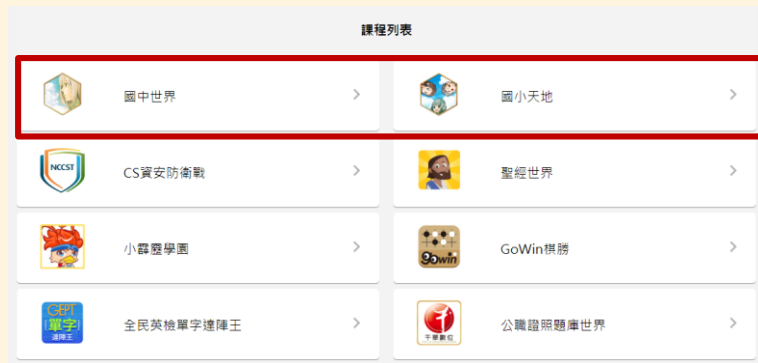 課程列表
國中世界
國小天地
NCCST
CS資安防衛戰
聖經世界
小霹靂學園
GoWin
GoWin棋勝
GEPT
單字
達陣王
全民英檢單字達陣王
千華數位
公職證照題庫世界